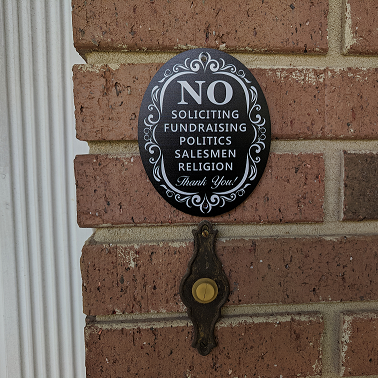 NO
SOLICITING
FUNDRAISING
POLITICS
SALESMEN
RELIGION
Thank You!